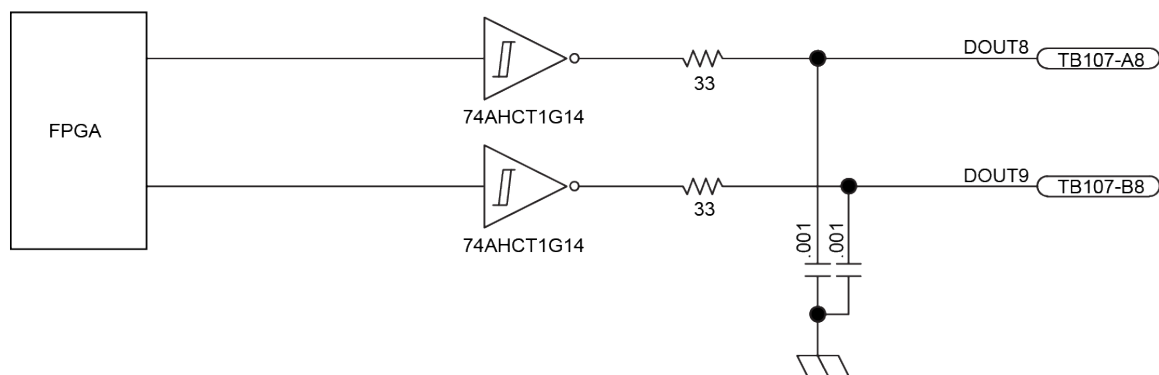 DOUT8
TB107-A8
33
74AHCT1G14
FPGA
DOUT9
TB107-B8
33
74AHCT1G14
.001
.001